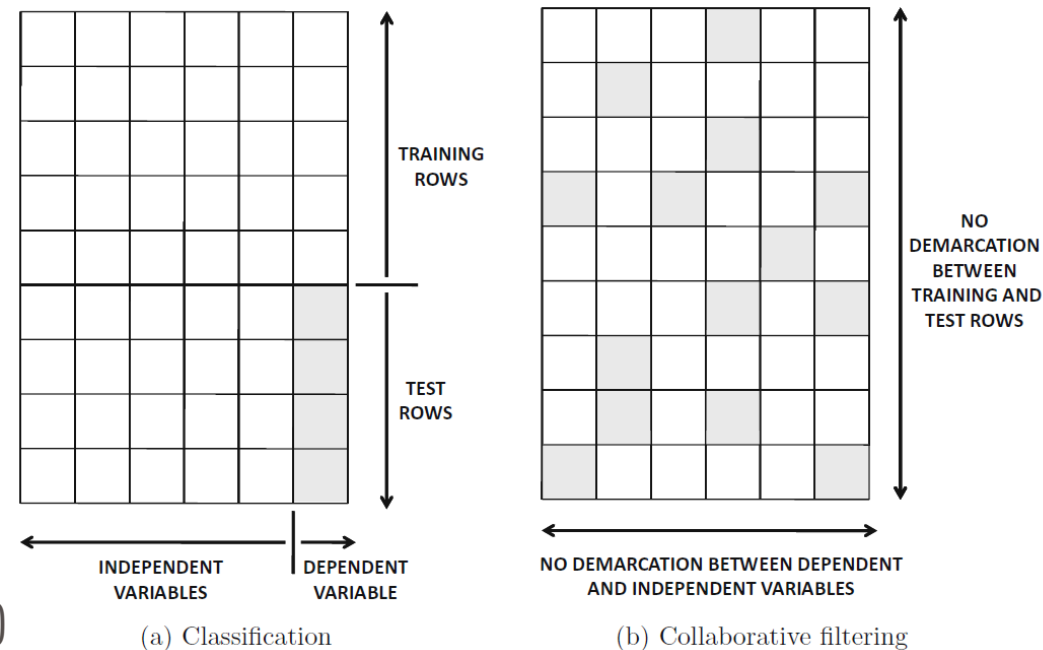 TRAINING
ROWS
TEST
ROWS
INDEPENDENT
VARIABLES
DEPENDENT
VARIABLE
(a) Classification
NO
DEMARCATION
BETWEEN
TRAINING AND
TEST ROWS
NO DEMARCATION BETWEEN DEPENDENT
AND INDEPENDENT VARIABLES
(b) Collaborative filtering